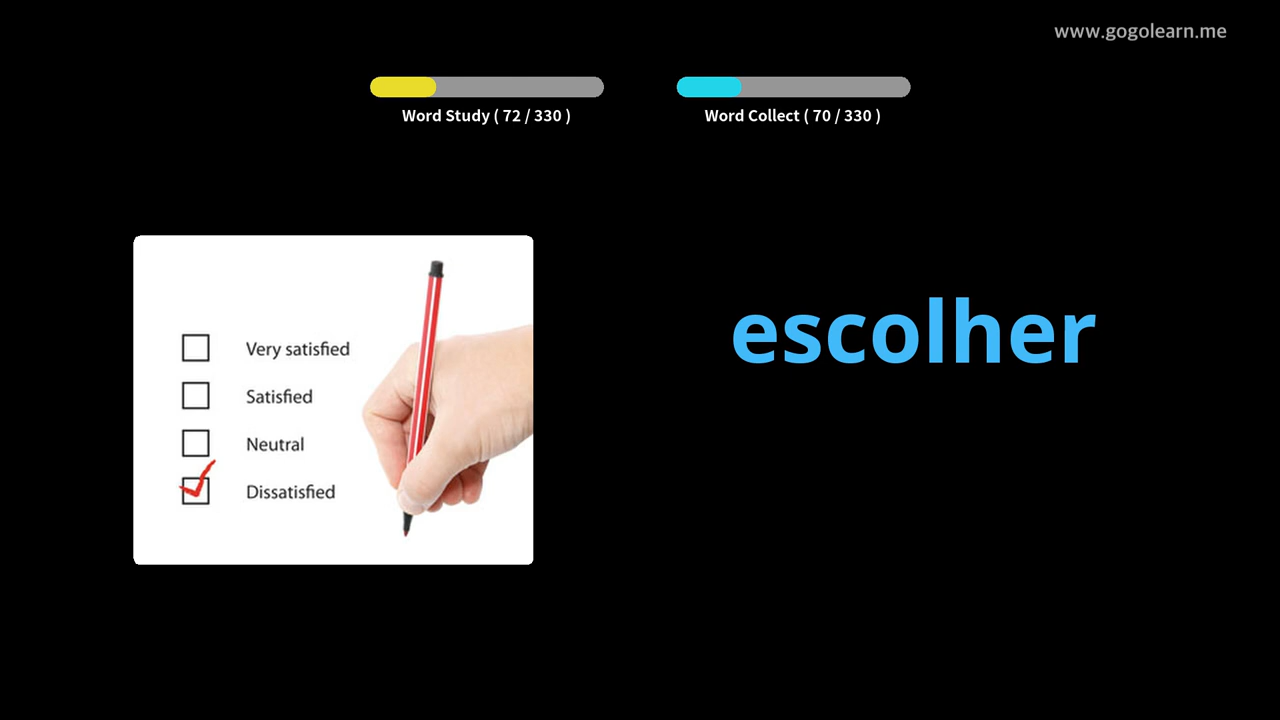 www.gogolearn.me
Word Study ( 72 / 330 )
Word Collect ( 70 / 330 )
escolher
Very satisfied
Satisfied
Neutral
Dissatisfied